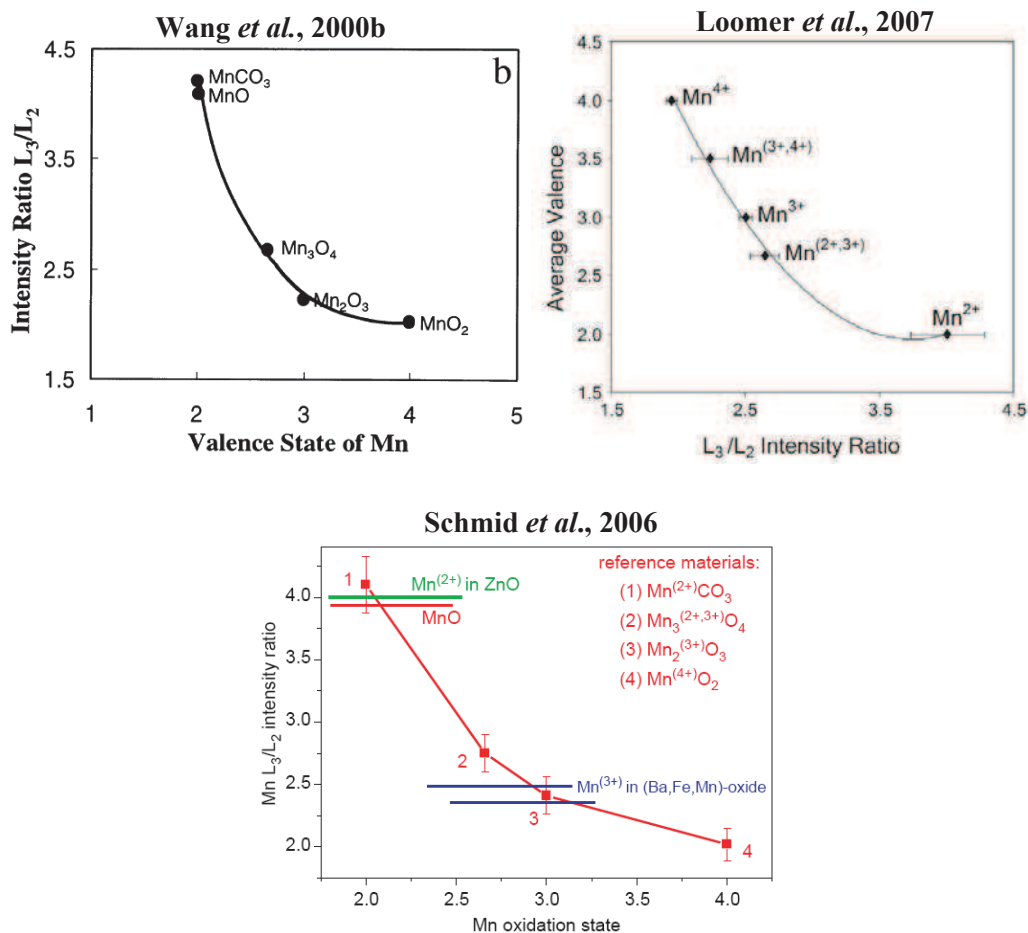 Wang et al., 2000b
b
Intensity Ratio L₃/L₂
4.5
3.5
2.5
1.5
MnCO₃
MnO
Mn₃O₄
Mn₂O₃
MnO₂
1 2 3 4 5
Valence State of Mn
Loomer et al., 2007
Average Valence
4.5
4.0
3.5
3.0
2.5
2.0
1.5
Mn⁴⁺
Mn⁽³⁺,⁴⁺⁾
Mn³⁺
Mn⁽²⁺,³⁺⁾
Mn²⁺
1.5 2.5 3.5 4.5
L₃/L₂ Intensity Ratio
Schmid et al., 2006
Mn L₃/L₂ intensity ratio
4.0
3.5
3.0
2.5
2.0
1
Mn⁽²⁺⁾ in ZnO
MnO
2
Mn⁽³⁺⁾ in (Ba,Fe,Mn)-oxide
3
4
reference materials:
(1) Mn⁽²⁺⁾CO₃
(2) Mn₃⁽²⁺,³⁺⁾O₄
(3) Mn₂⁽³⁺⁾O₃
(4) Mn⁽⁴⁺⁾O₂
2.0 2.5 3.0 3.5 4.0
Mn oxidation state